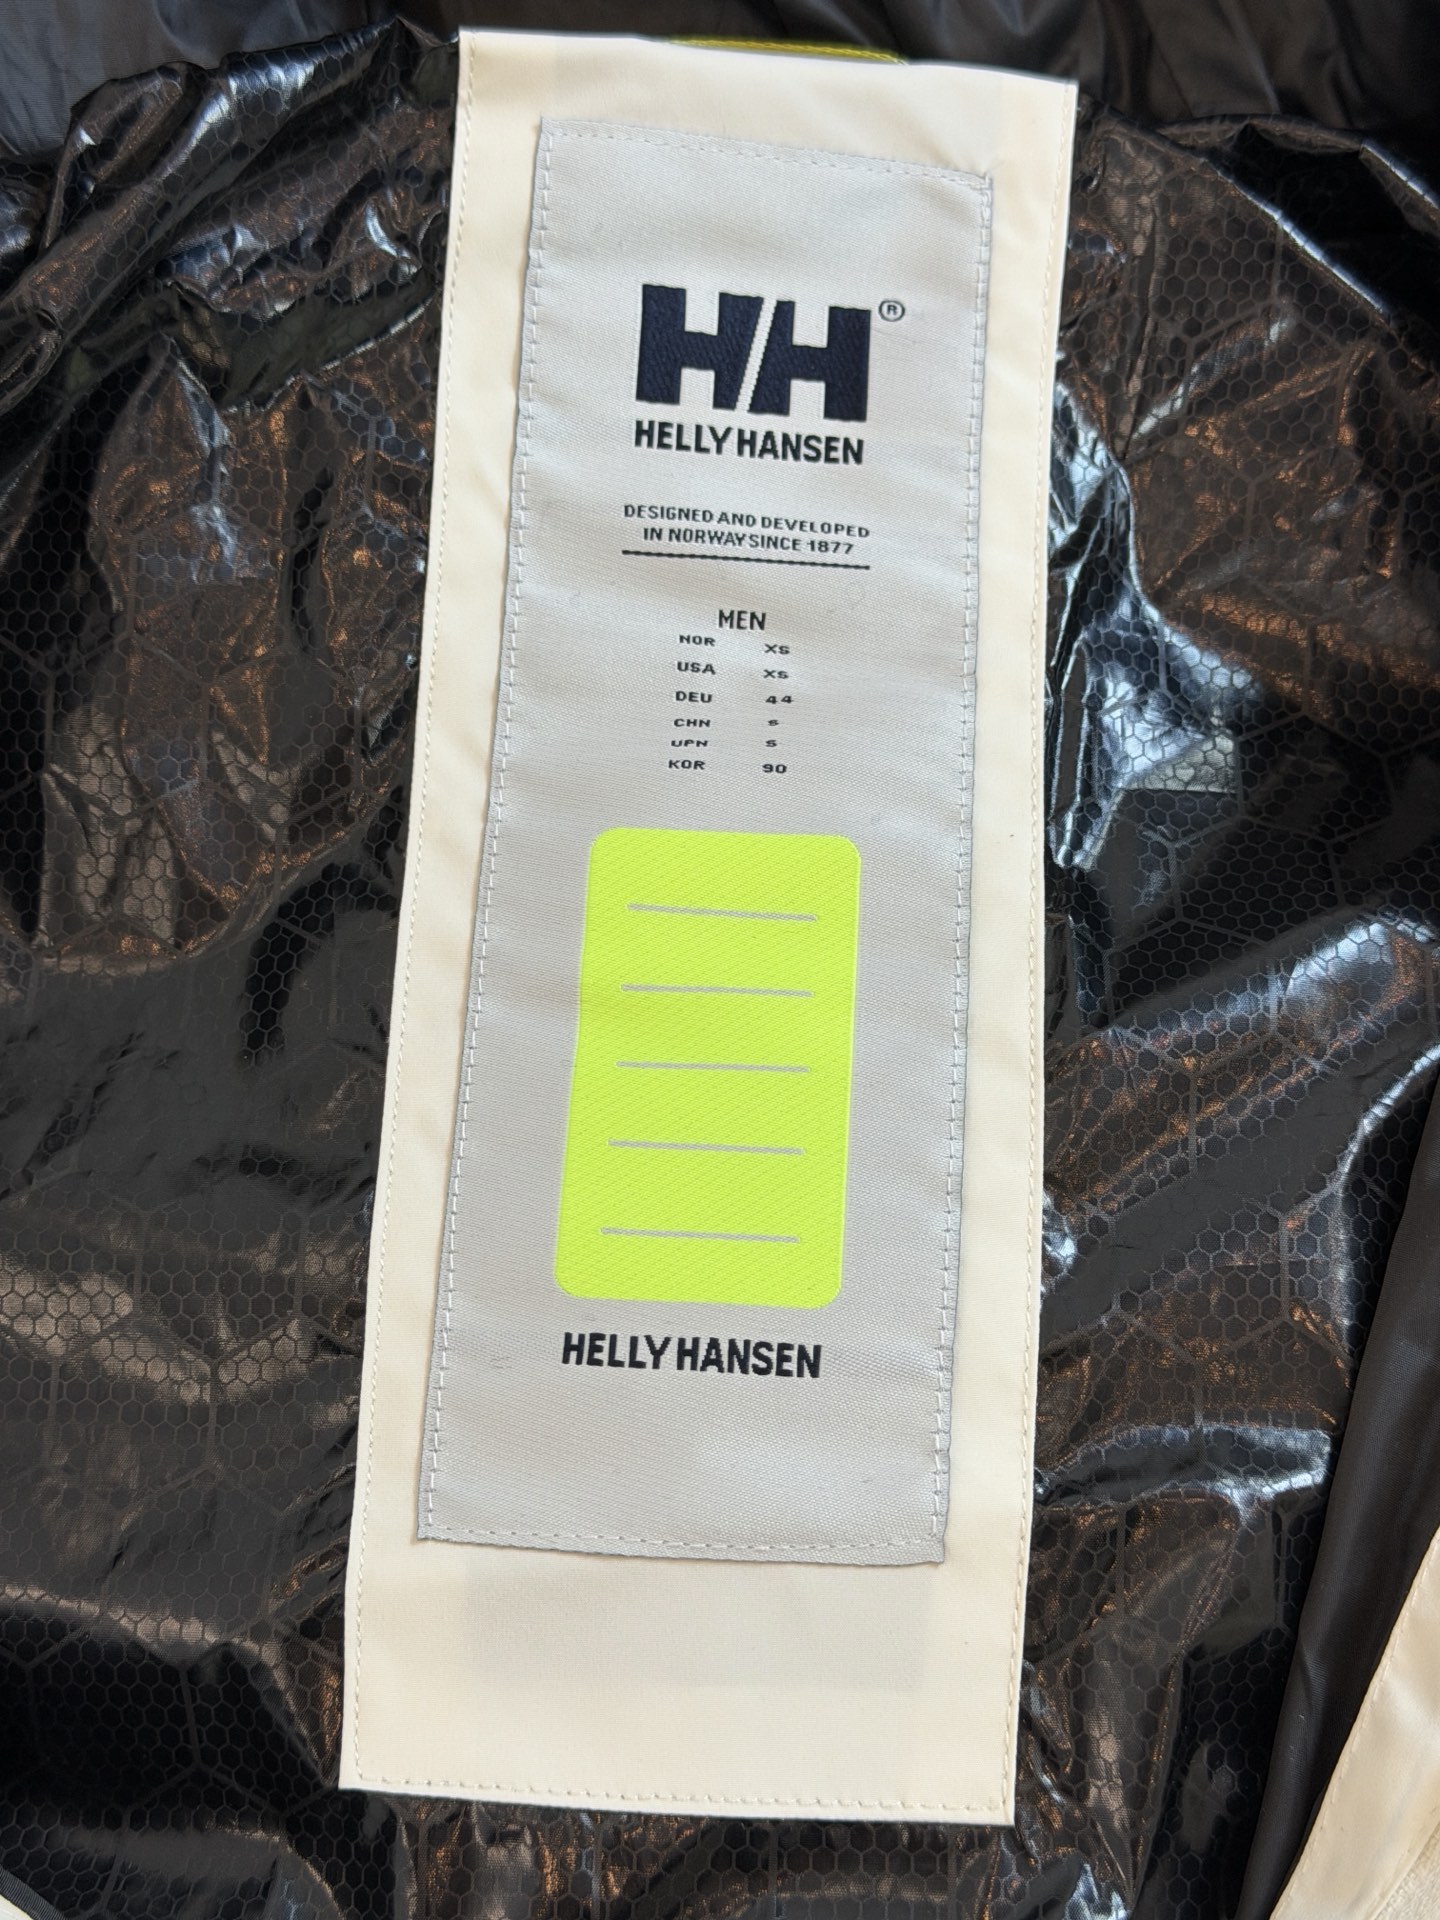 HH®
HELLY HANSEN
DESIGNED AND DEVELOPED
IN NORWAY SINCE 1877
MEN
NOR XS
USA XS
DEU 44
CHN S
UPN S
KOR 90
HELLY HANSEN